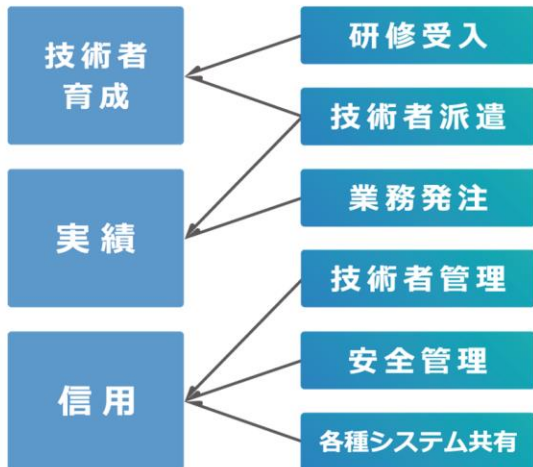 技術者
育成
実績
信用
研修受入
技術者派遣
業務発注
技術者管理
安全管理
各種システム共有